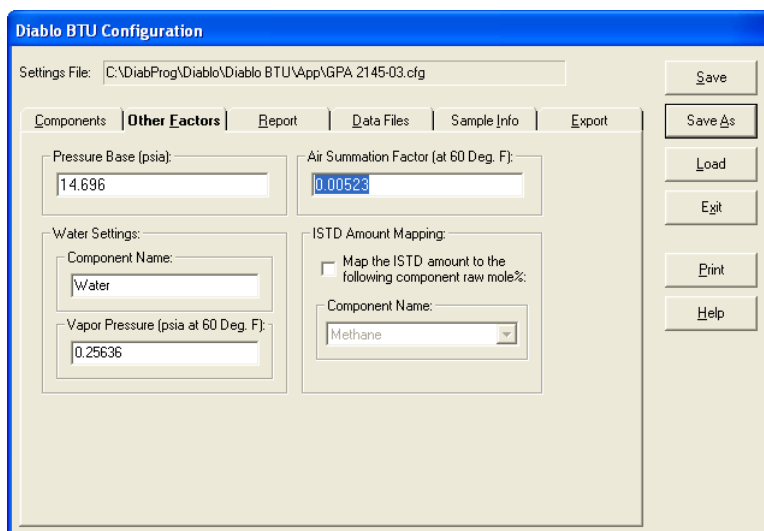 Diablo BTU Configuration
Settings File: C:\DiabProg\Diablo\Diablo BTU\App\GPA 2145-03.cfg
Save
Components Other Factors Report Data Files Sample Info Export
Save As
Pressure Base (psia): Air Summation Factor (at 60 Deg. F):
14.696 0.00523
Load
Exit
Water Settings: ISTD Amount Mapping:
Component Name: Map the ISTD amount to the
following component raw mole%:
Water
Print
Component Name:
Vapor Pressure (psia at 60 Deg. F):
Methane
Help
0.25636